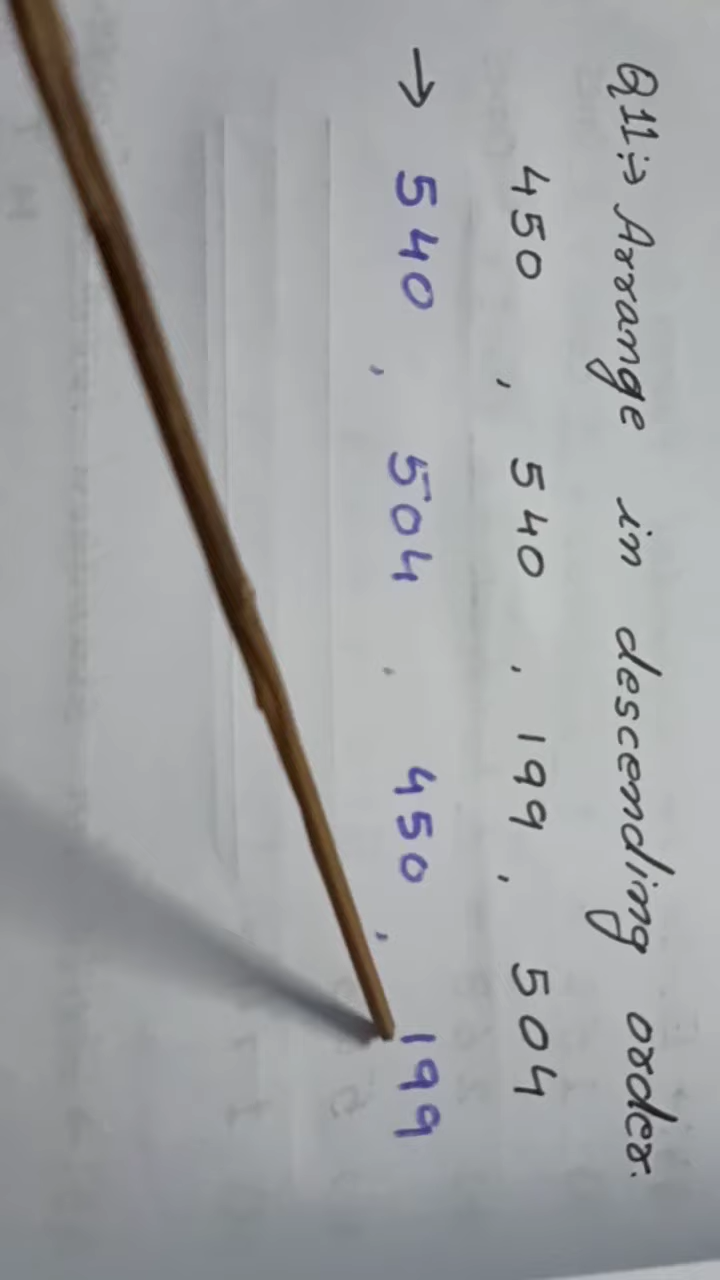 Q11:→ Arrange in descending order.
450 , 540 , 199 , 504
→ 540 , 504 , 450 , 199